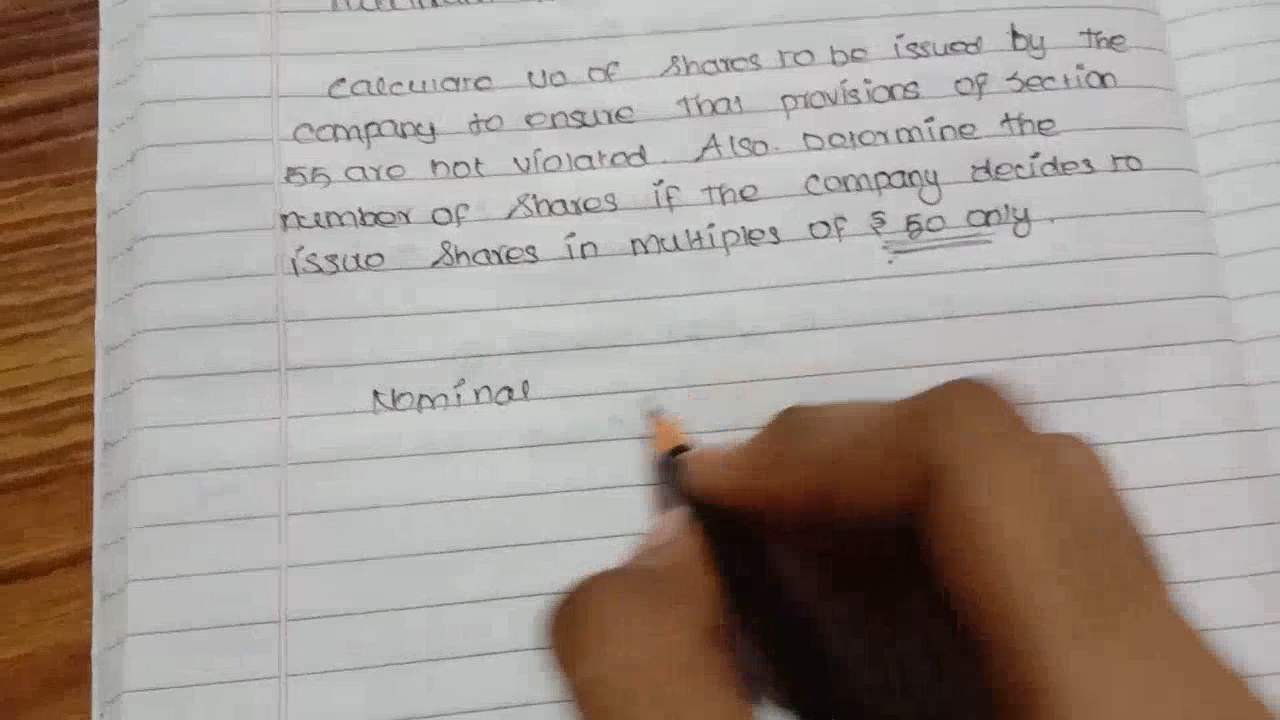 calculate no of shares to be issued by the
company to ensure that provisions of section
55 are not violated. Also. Determine the
number of shares if the company decides to
issue shares in multiples of ₹ 50 only.
Nominal